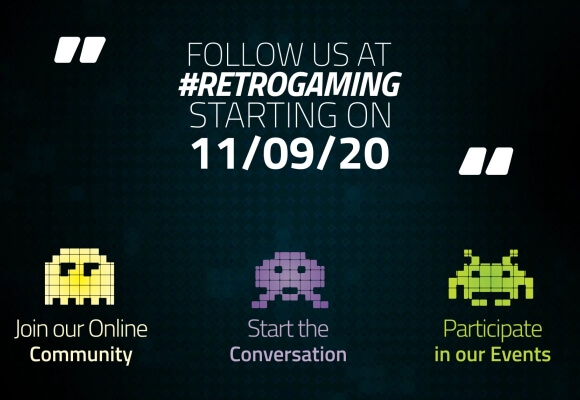 FOLLOW US AT
#RETROGAMING
STARTING ON
11/09/20
Join our Online
Community
Start the
Conversation
Participate
in our Events